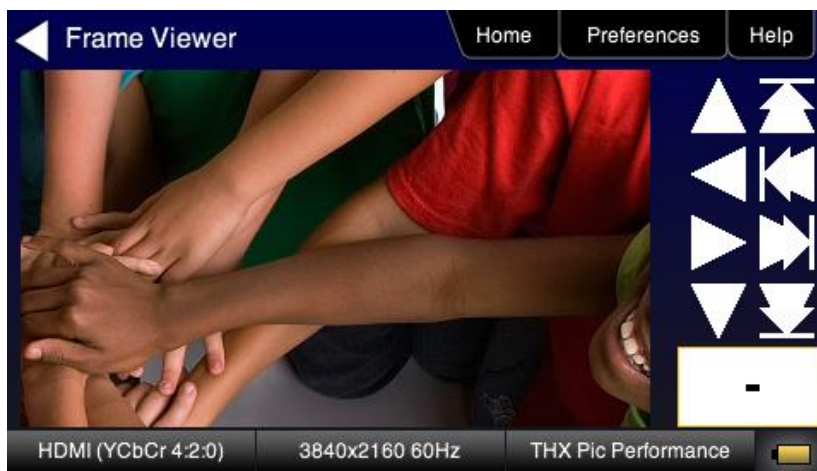 Frame Viewer
Home
Preferences
Help
-
HDMI (YCbCr 4:2:0)
3840x2160 60Hz
THX Pic Performance